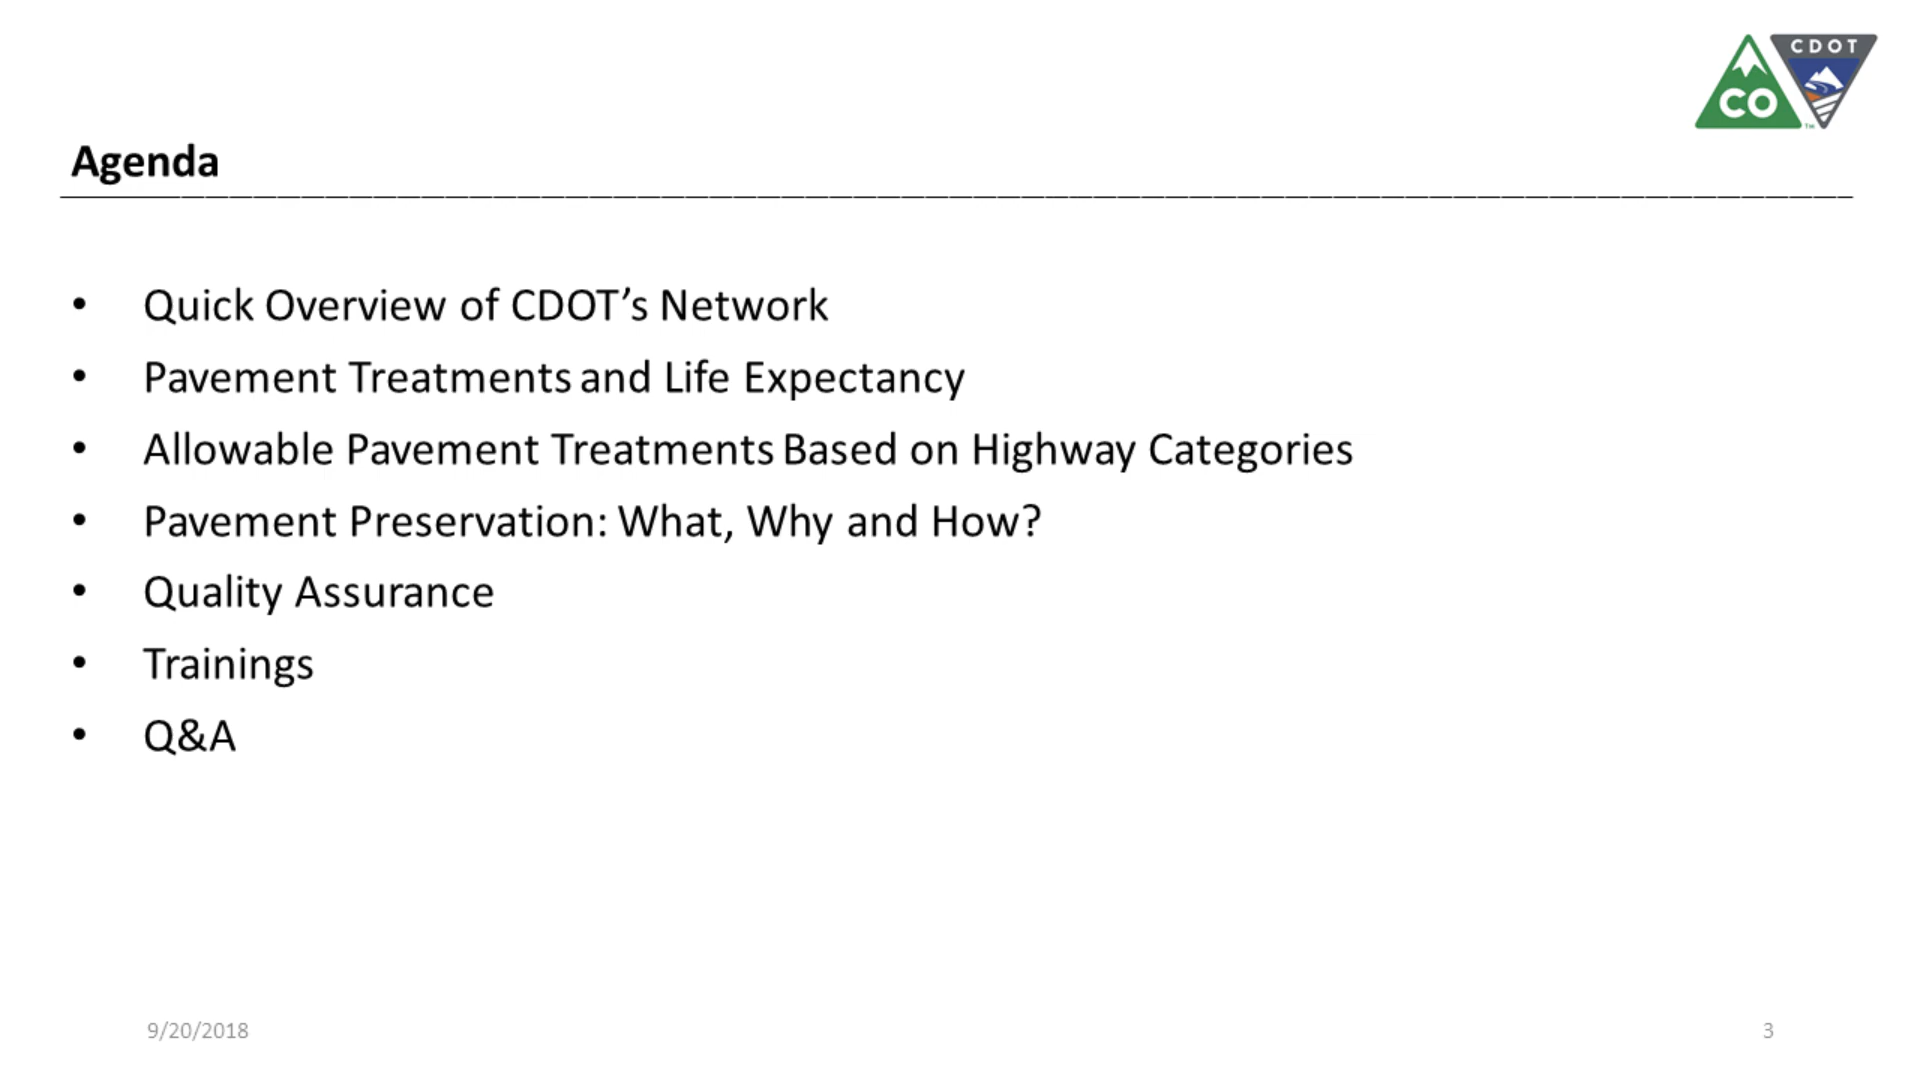 CDOT
CO
TM
Agenda
• Quick Overview of CDOT’s Network
• Pavement Treatments and Life Expectancy
• Allowable Pavement Treatments Based on Highway Categories
• Pavement Preservation: What, Why and How?
• Quality Assurance
• Trainings
• Q&A
9/20/2018
3